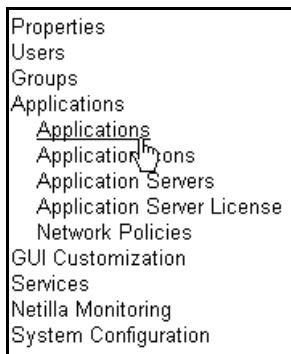 Properties
Users
Groups
Applications
Applications
Application Icons
Application Servers
Application Server License
Network Policies
GUI Customization
Services
Netilla Monitoring
System Configuration